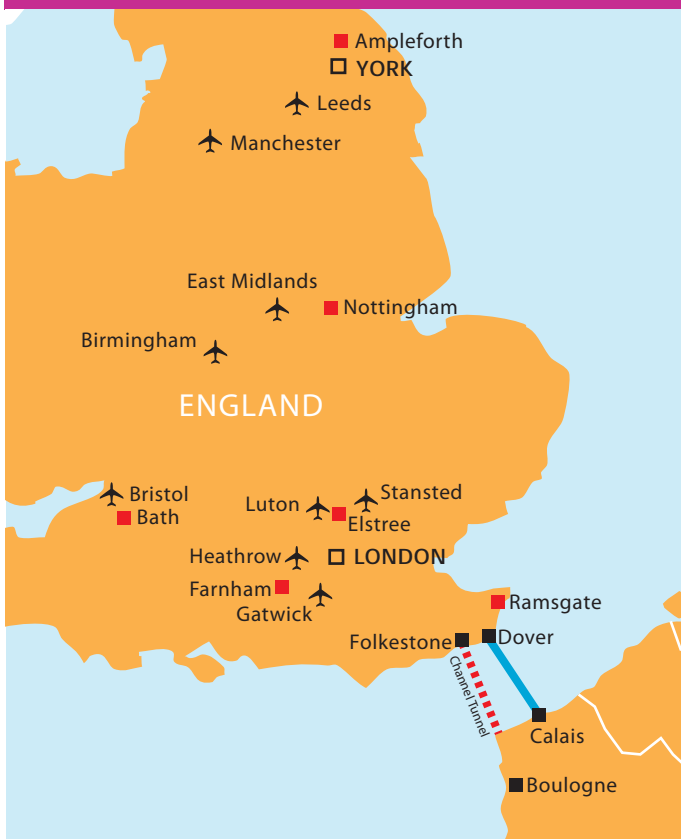 Ampleforth
YORK
Leeds
Manchester
East Midlands
Nottingham
Birmingham
ENGLAND
Bristol
Bath
Luton
Stansted
Elstree
Heathrow
LONDON
Farnham
Gatwick
Ramsgate
Folkestone
Dover
Channel Tunnel
Calais
Boulogne